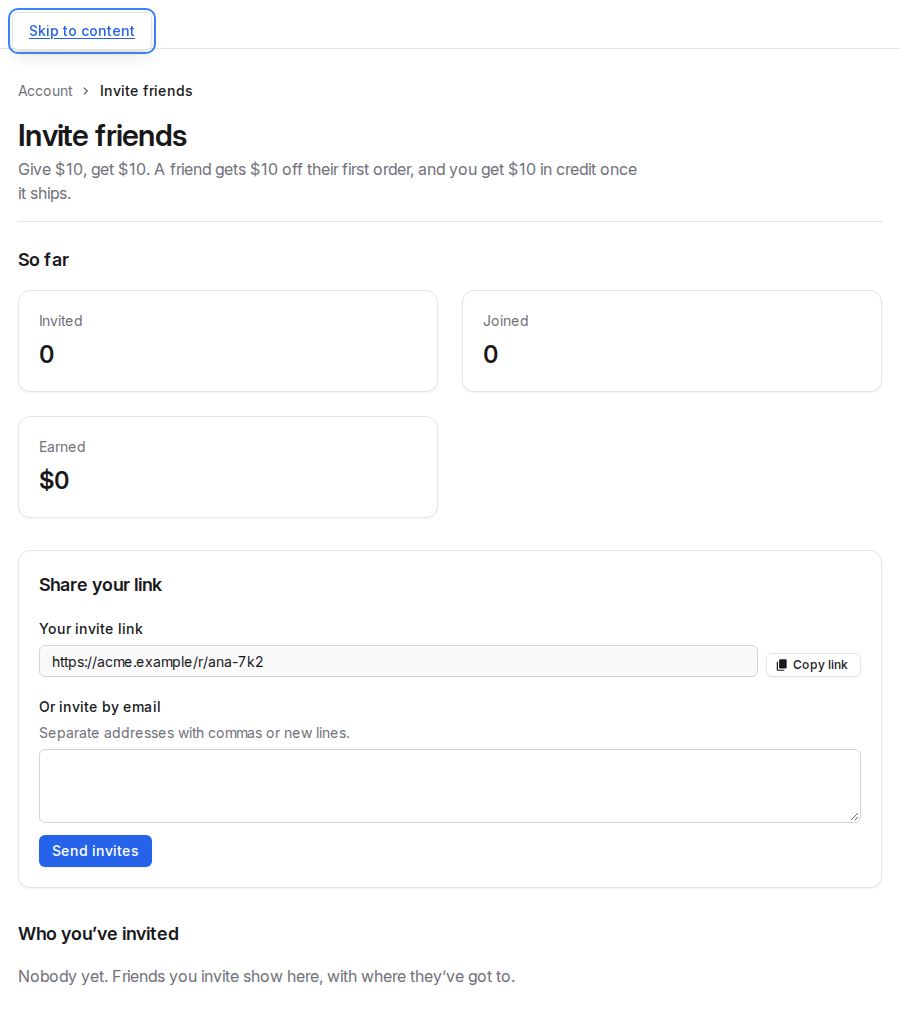 Skip to content
Account > Invite friends
Invite friends
Give $10, get $10. A friend gets $10 off their first order, and you get $10 in credit once
it ships.
So far
Invited
0
Joined
0
Earned
$0
Share your link
Your invite link
https://acme.example/r/ana-7k2
Copy link
Or invite by email
Separate addresses with commas or new lines.
Send invites
Who you’ve invited
Nobody yet. Friends you invite show here, with where they’ve got to.